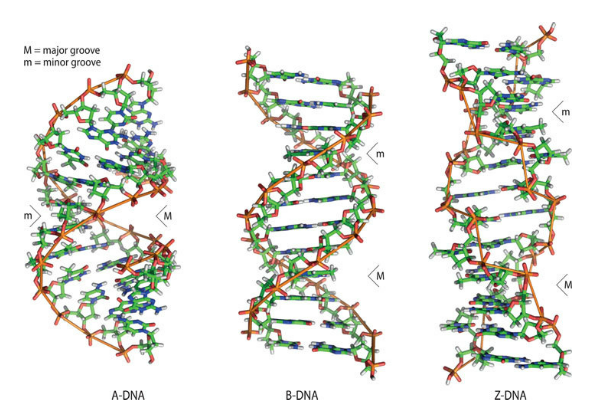 M = major groove
m = minor groove
m
m
m
M
M
M
A-DNA
B-DNA
Z-DNA